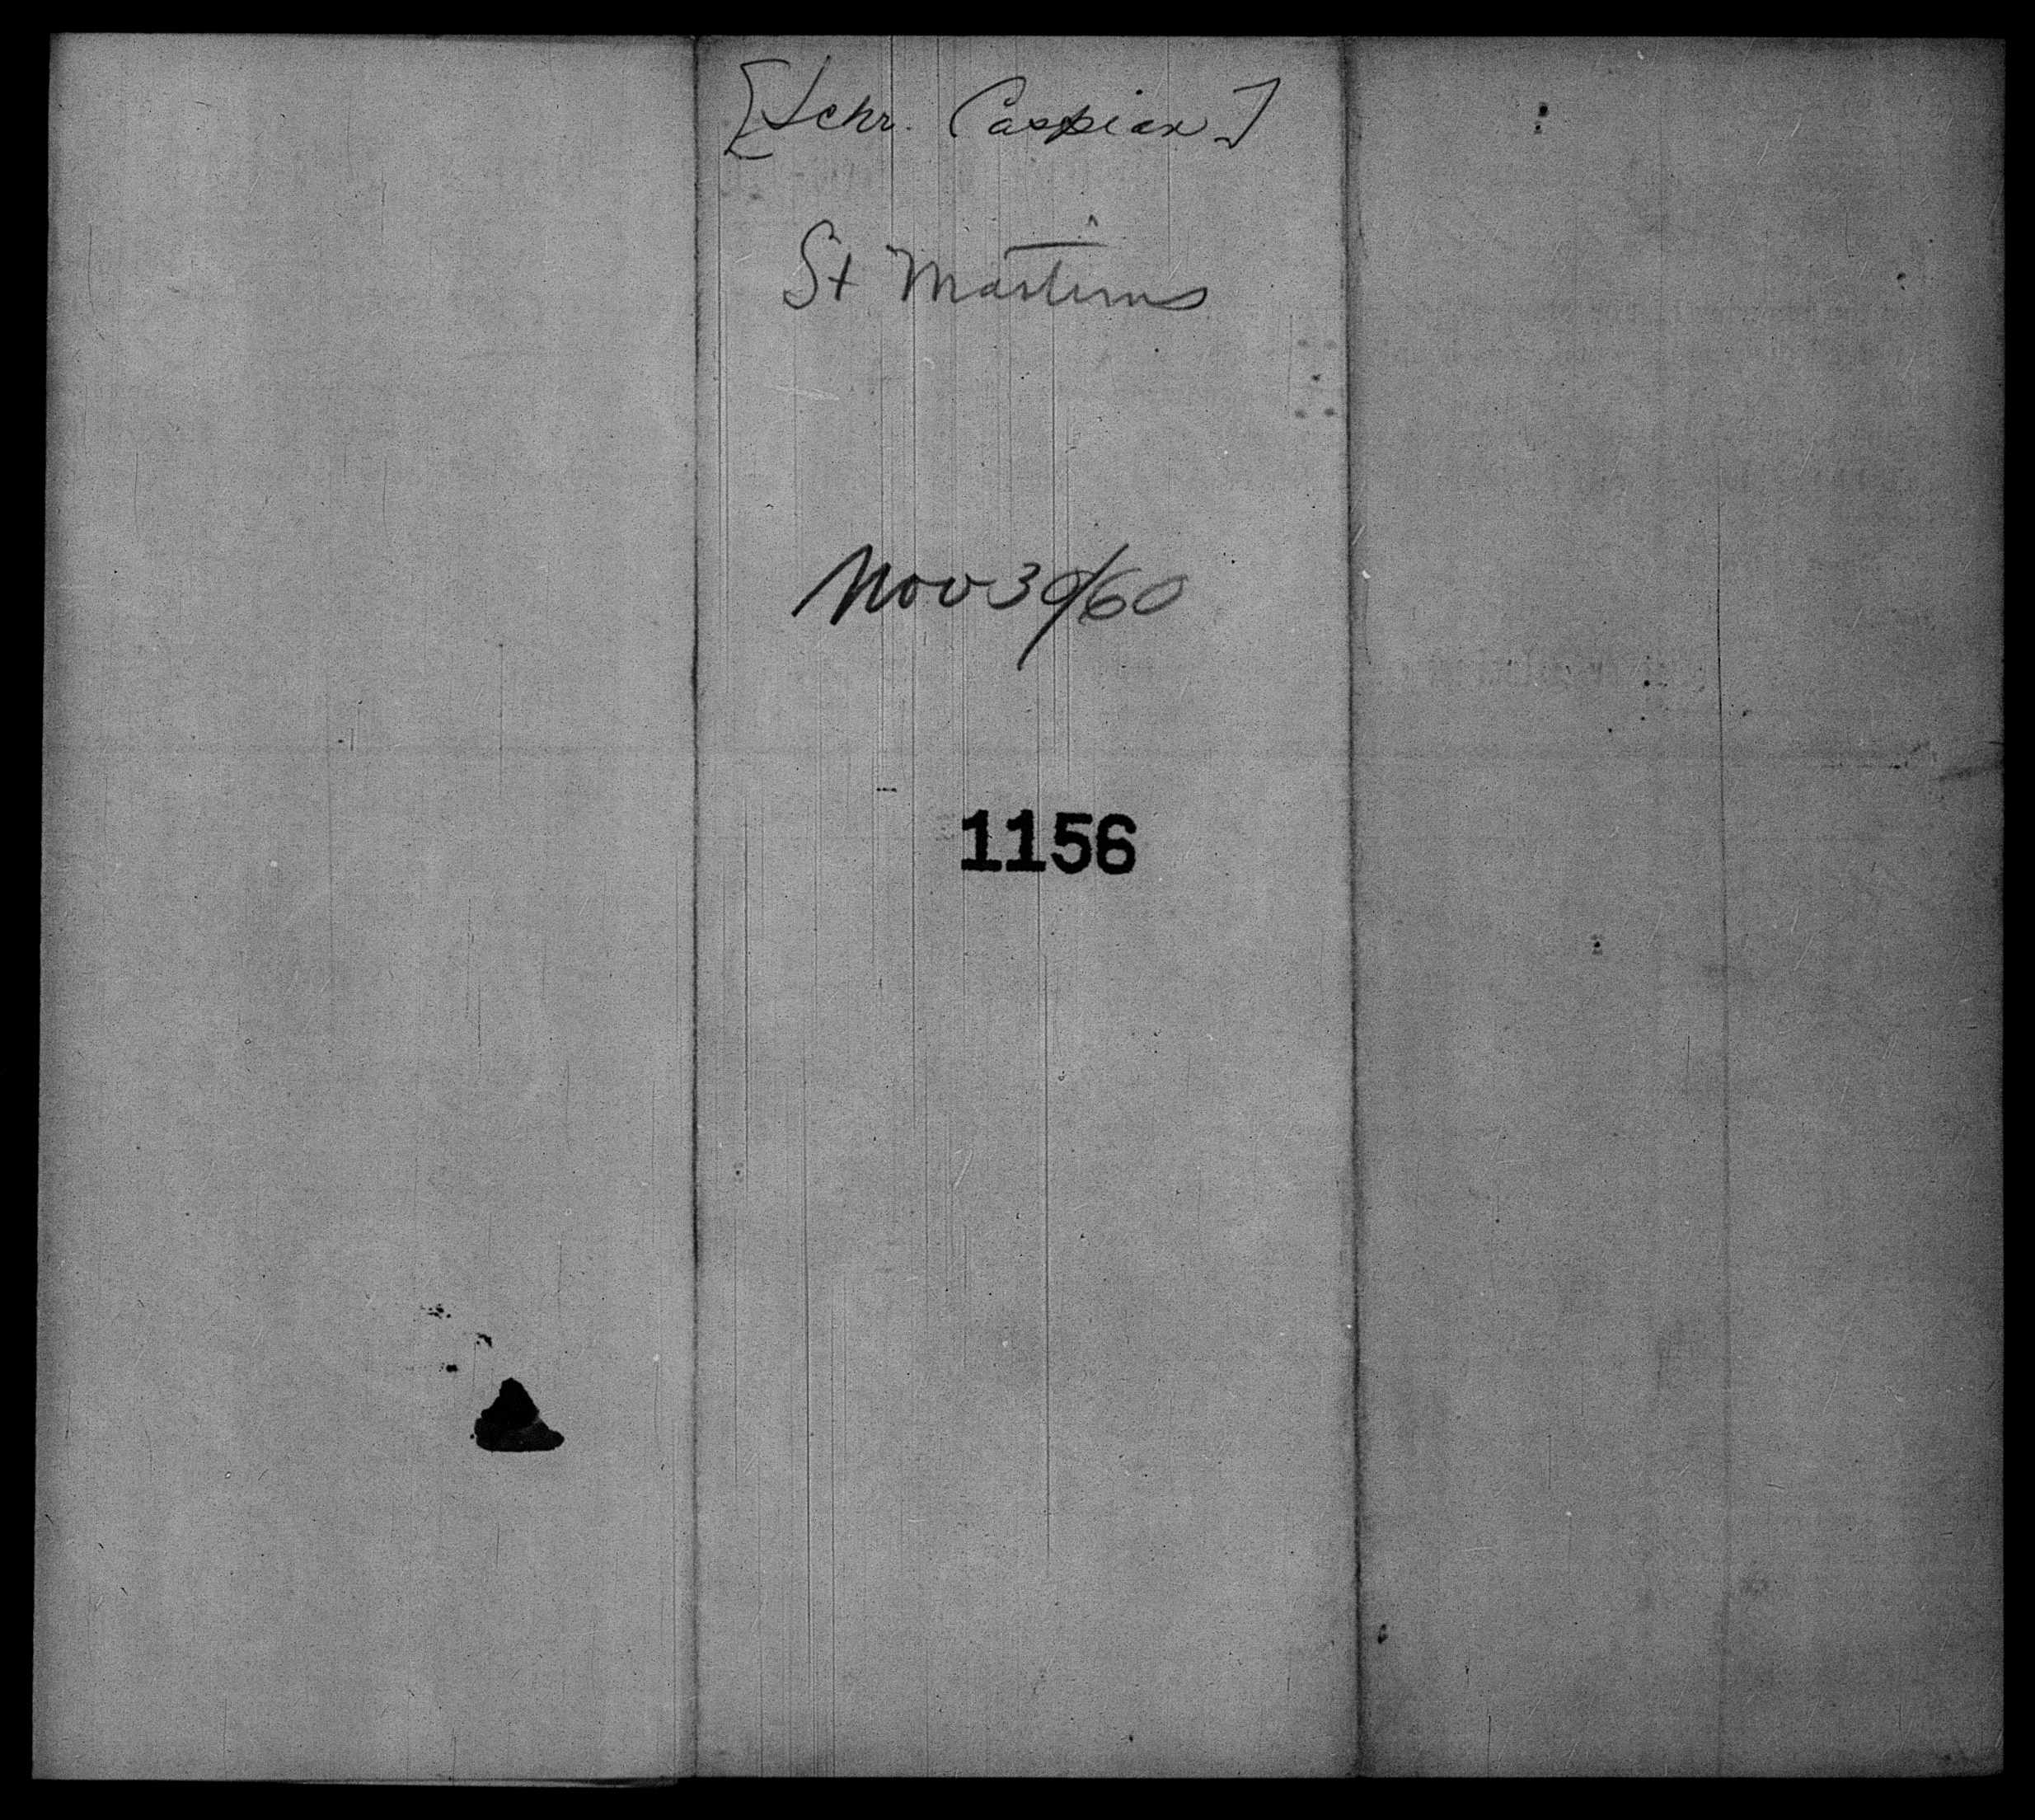 [Schr. Caspian]
St Martins
Nov 30/60
1156